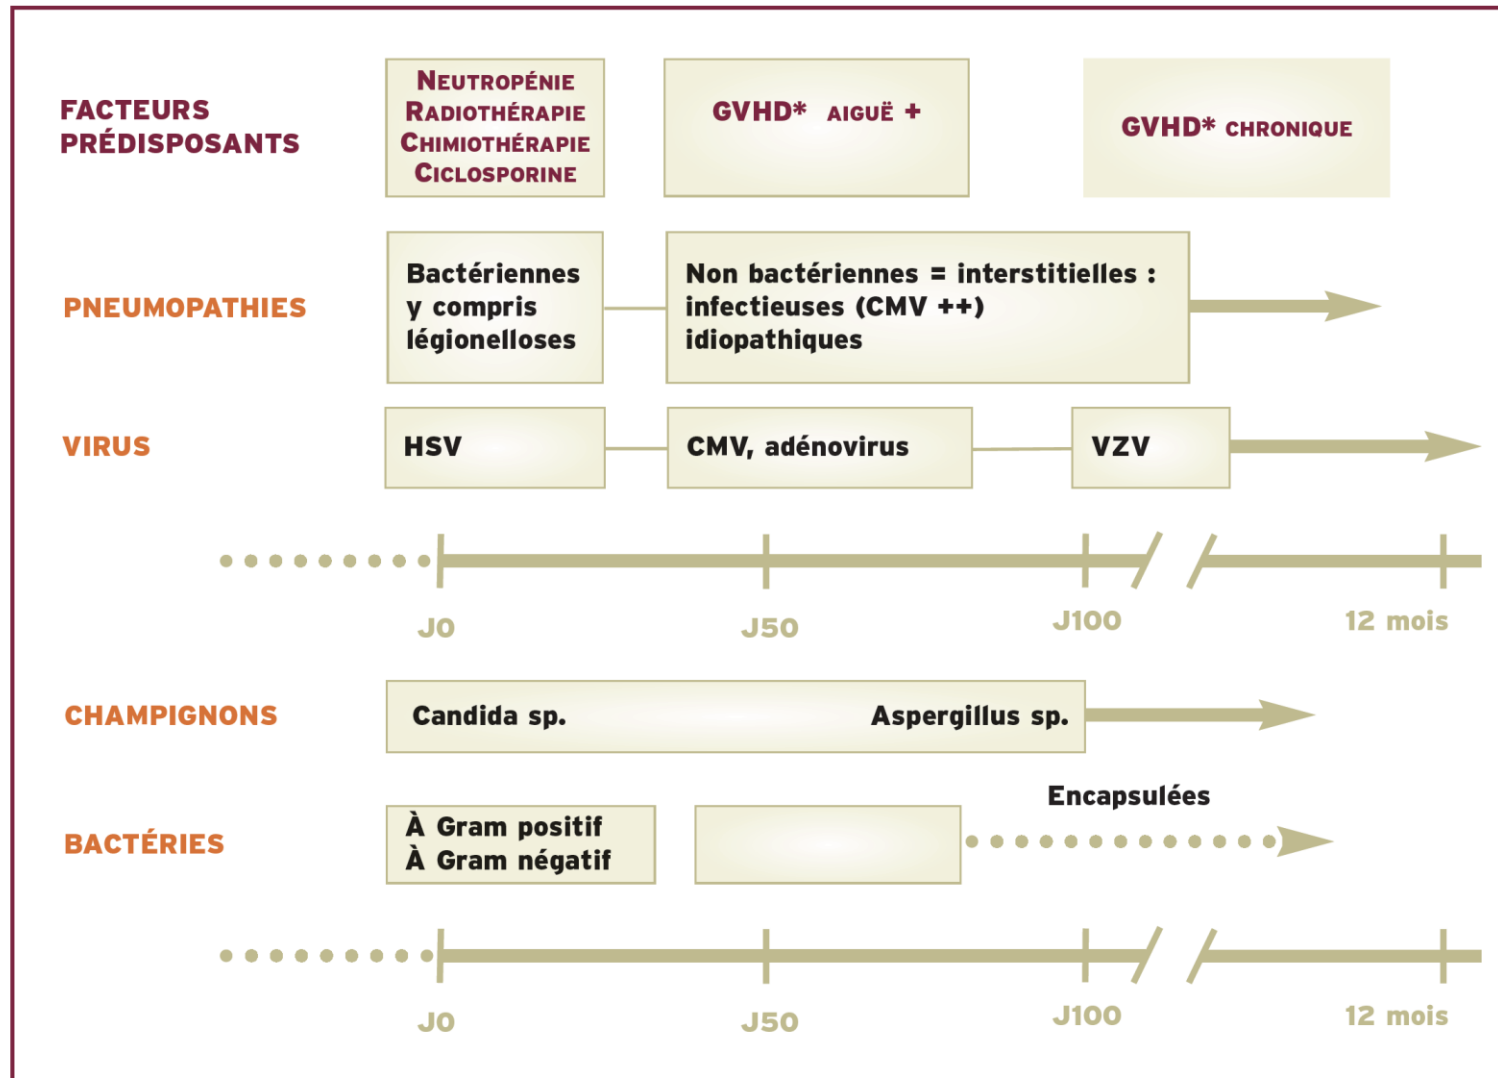 FACTEURS
PRÉDISPOSANTS
NEUTROPÉNIE
RADIOTHÉRAPIE
CHIMIOTHÉRAPIE
CICLOSPORINE
GVHD* AIGUË +
GVHD* CHRONIQUE
PNEUMOPATHIES
Bactériennes
y compris
légionelloses
Non bactériennes = interstitielles :
infectieuses (CMV ++)
idiopathiques
VIRUS
HSV
CMV, adénovirus
VZV
J0
J50
J100
12 mois
CHAMPIGNONS
Candida sp.
Aspergillus sp.
BACTÉRIES
À Gram positif
À Gram négatif
Encapsulées
J0
J50
J100
12 mois